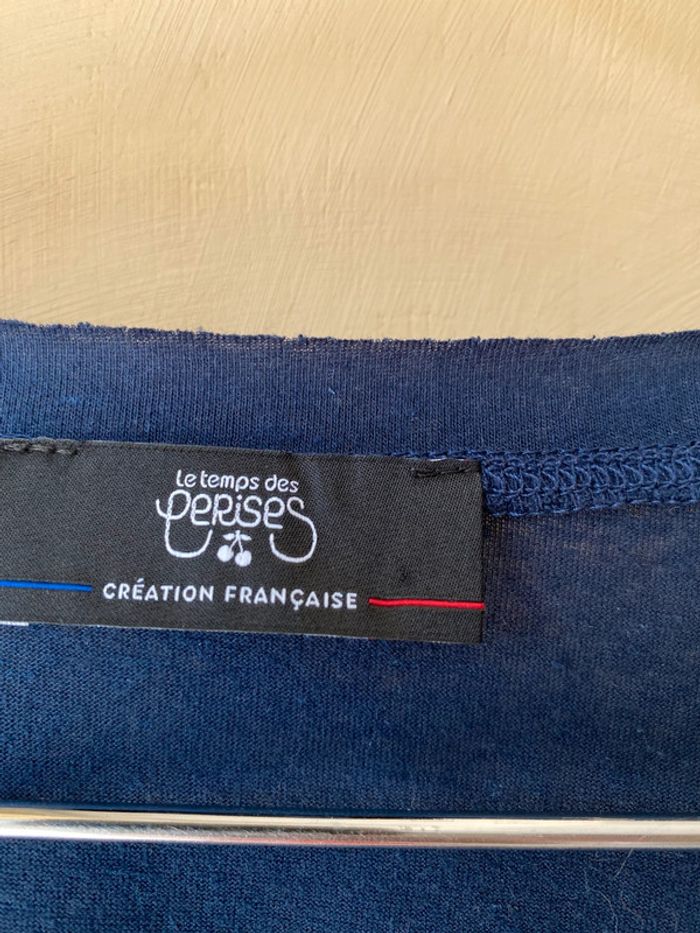 Le temps des
cerises
CRÉATION FRANÇAISE